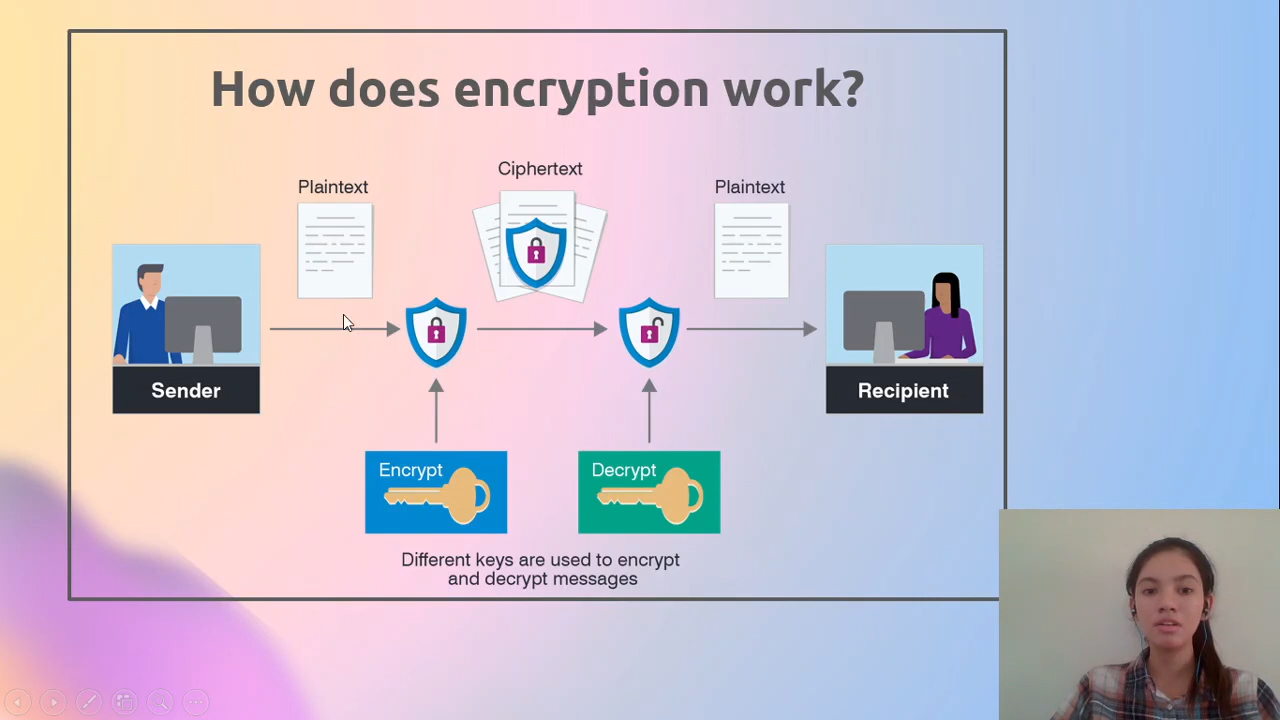 How does encryption work?
Ciphertext
Plaintext
Plaintext
Sender
Recipient
Encrypt
Decrypt
Different keys are used to encrypt
and decrypt messages